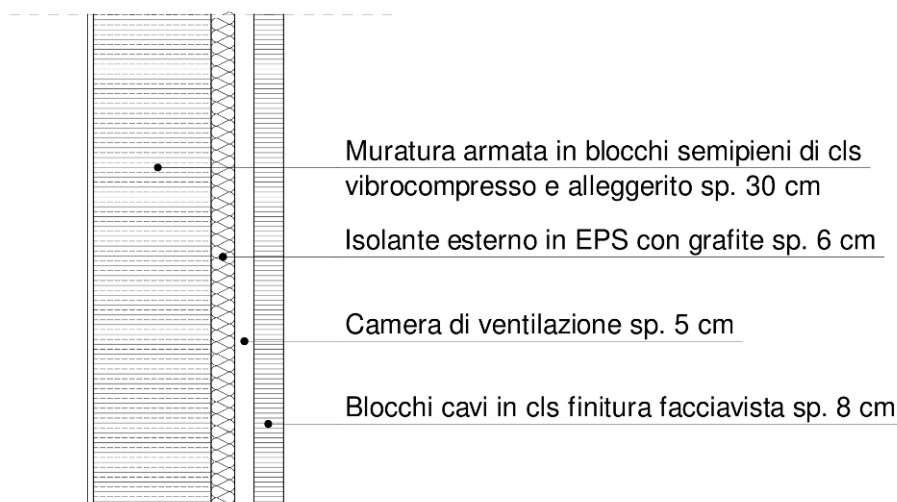 Muratura armata in blocchi semipieni di cls
vibrocompresso e alleggerito sp. 30 cm
Isolante esterno in EPS con grafite sp. 6 cm
Camera di ventilazione sp. 5 cm
Blocchi cavi in cls finitura facciavista sp. 8 cm